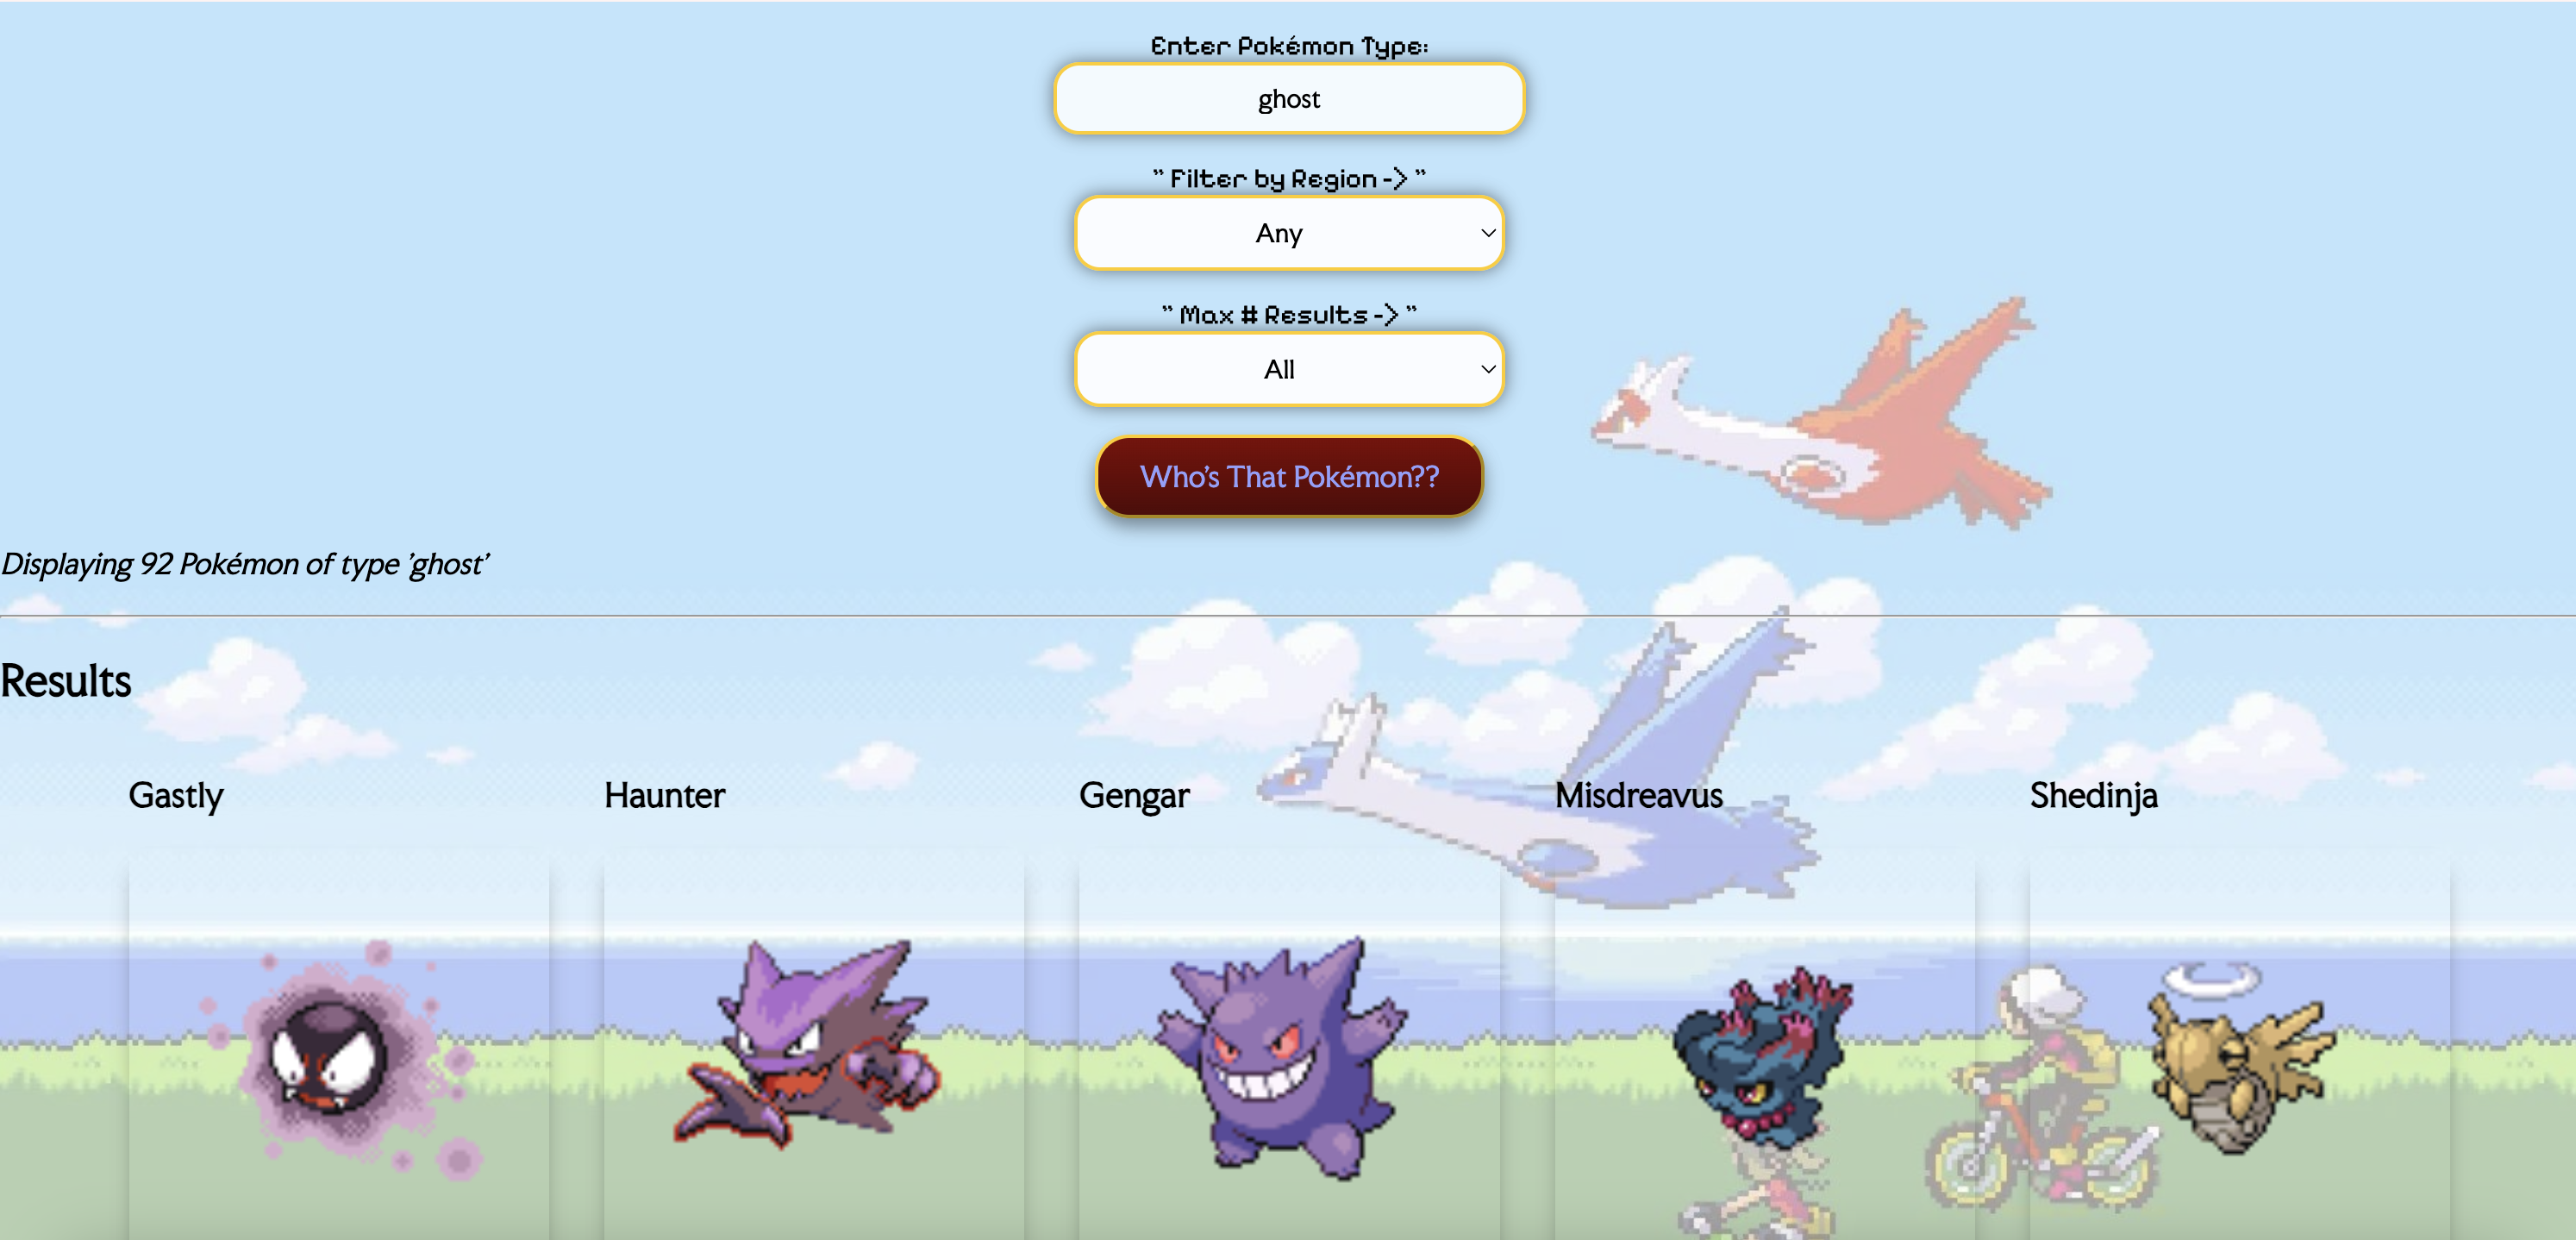 Enter Pokémon Type:
ghost
" Filter by Region -> "
Any
" Max # Results -> "
All
Who's That Pokémon??
Displaying 92 Pokémon of type 'ghost'
Results
Gastly
Haunter
Gengar
Misdreavus
Shedinja